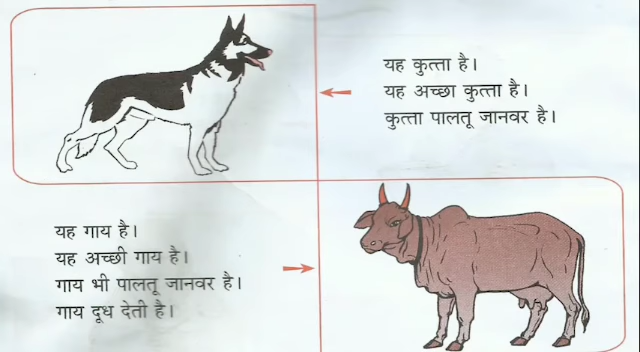 यह कुत्ता है।
यह अच्छा कुत्ता है।
कुत्ता पालतू जानवर है।
यह गाय है।
यह अच्छी गाय है।
गाय भी पालतू जानवर है।
गाय दूध देती है।